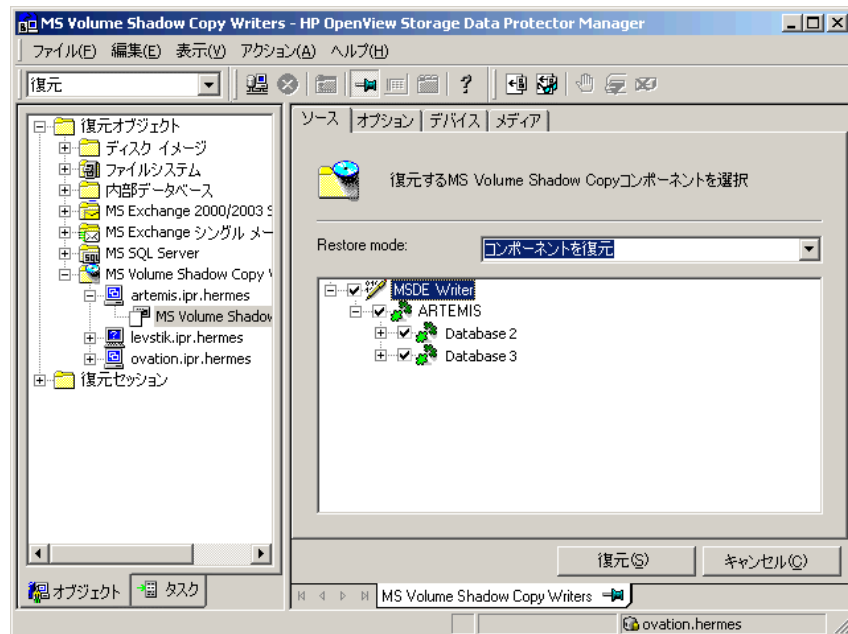 MS Volume Shadow Copy Writers - HP OpenView Storage Data Protector Manager
ファイル(F) 編集(E) 表示(V) アクション(A) ヘルプ(H)
復元
復元オブジェクト
ディスク イメージ
ファイルシステム
内部データベース
MS Exchange 2000/2003 S
MS Exchange シングル メー
MS SQL Server
MS Volume Shadow Copy
artemis.ipr.hermes
MS Volume Shadow
levstik.ipr.hermes
ovation.ipr.hermes
復元セッション
オブジェクト タスク
ソース オプション デバイス メディア
復元するMS Volume Shadow Copyコンポーネントを選択
Restore mode: コンポーネントを復元
MSDE Writer
ARTEMIS
Database 2
Database 3
復元(S) キャンセル(C)
MS Volume Shadow Copy Writers
ovation.hermes